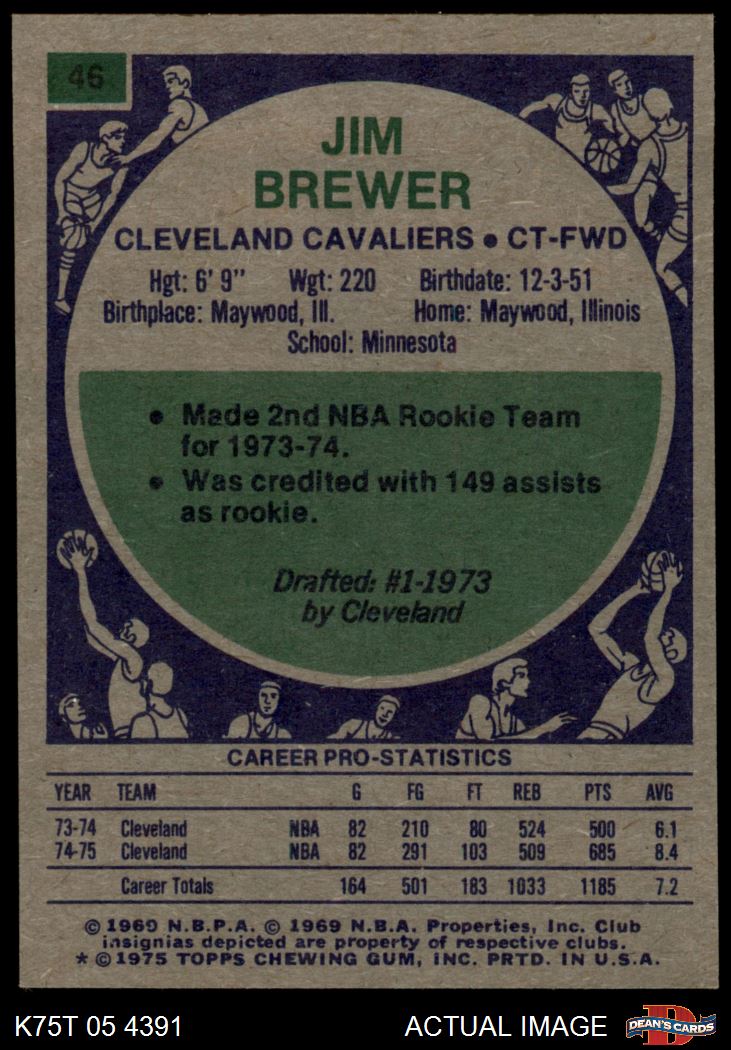 46
JIM
BREWER
CLEVELAND CAVALIERS • CT-FWD
Hgt: 6' 9" Wgt: 220 Birthdate: 12-3-51
Birthplace: Maywood, Ill. Home: Maywood, Illinois
School: Minnesota
• Made 2nd NBA Rookie Team
for 1973-74.
• Was credited with 149 assists
as rookie.
Drafted: #1-1973
by Cleveland
CAREER PRO-STATISTICS
YEAR TEAM G FG FT REB PTS AVG
73-74 Cleveland NBA 82 210 80 524 500 6.1
74-75 Cleveland NBA 82 291 103 509 685 8.4
Career Totals 164 501 183 1033 1185 7.2
© 1969 N.B.P.A. © 1969 N.B.A. Properties, Inc. Club
insignias depicted are property of respective clubs.
* © 1975 TOPPS CHEWING GUM, INC. PRTD. IN U.S.A.
K75T 05 4391 ACTUAL IMAGE D DEAN'S CARDS